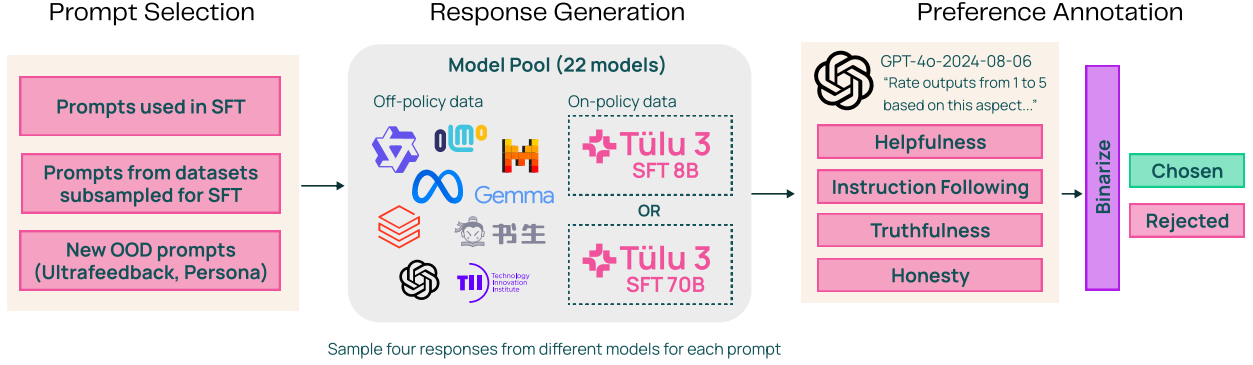 Prompt Selection
Prompts used in SFT
Prompts from datasets
subsampled for SFT
New OOD prompts
(Ultrafeedback, Persona)
Response Generation
Model Pool (22 models)
Off-policy data
OLMo
Gemma
书生
TII Technology
Innovation
Institute
On-policy data
Tülu 3
SFT 8B
OR
Tülu 3
SFT 70B
Sample four responses from different models for each prompt
Preference Annotation
GPT-4o-2024-08-06
“Rate outputs from 1 to 5
based on this aspect...”
Helpfulness
Instruction Following
Truthfulness
Honesty
Binarize
Chosen
Rejected